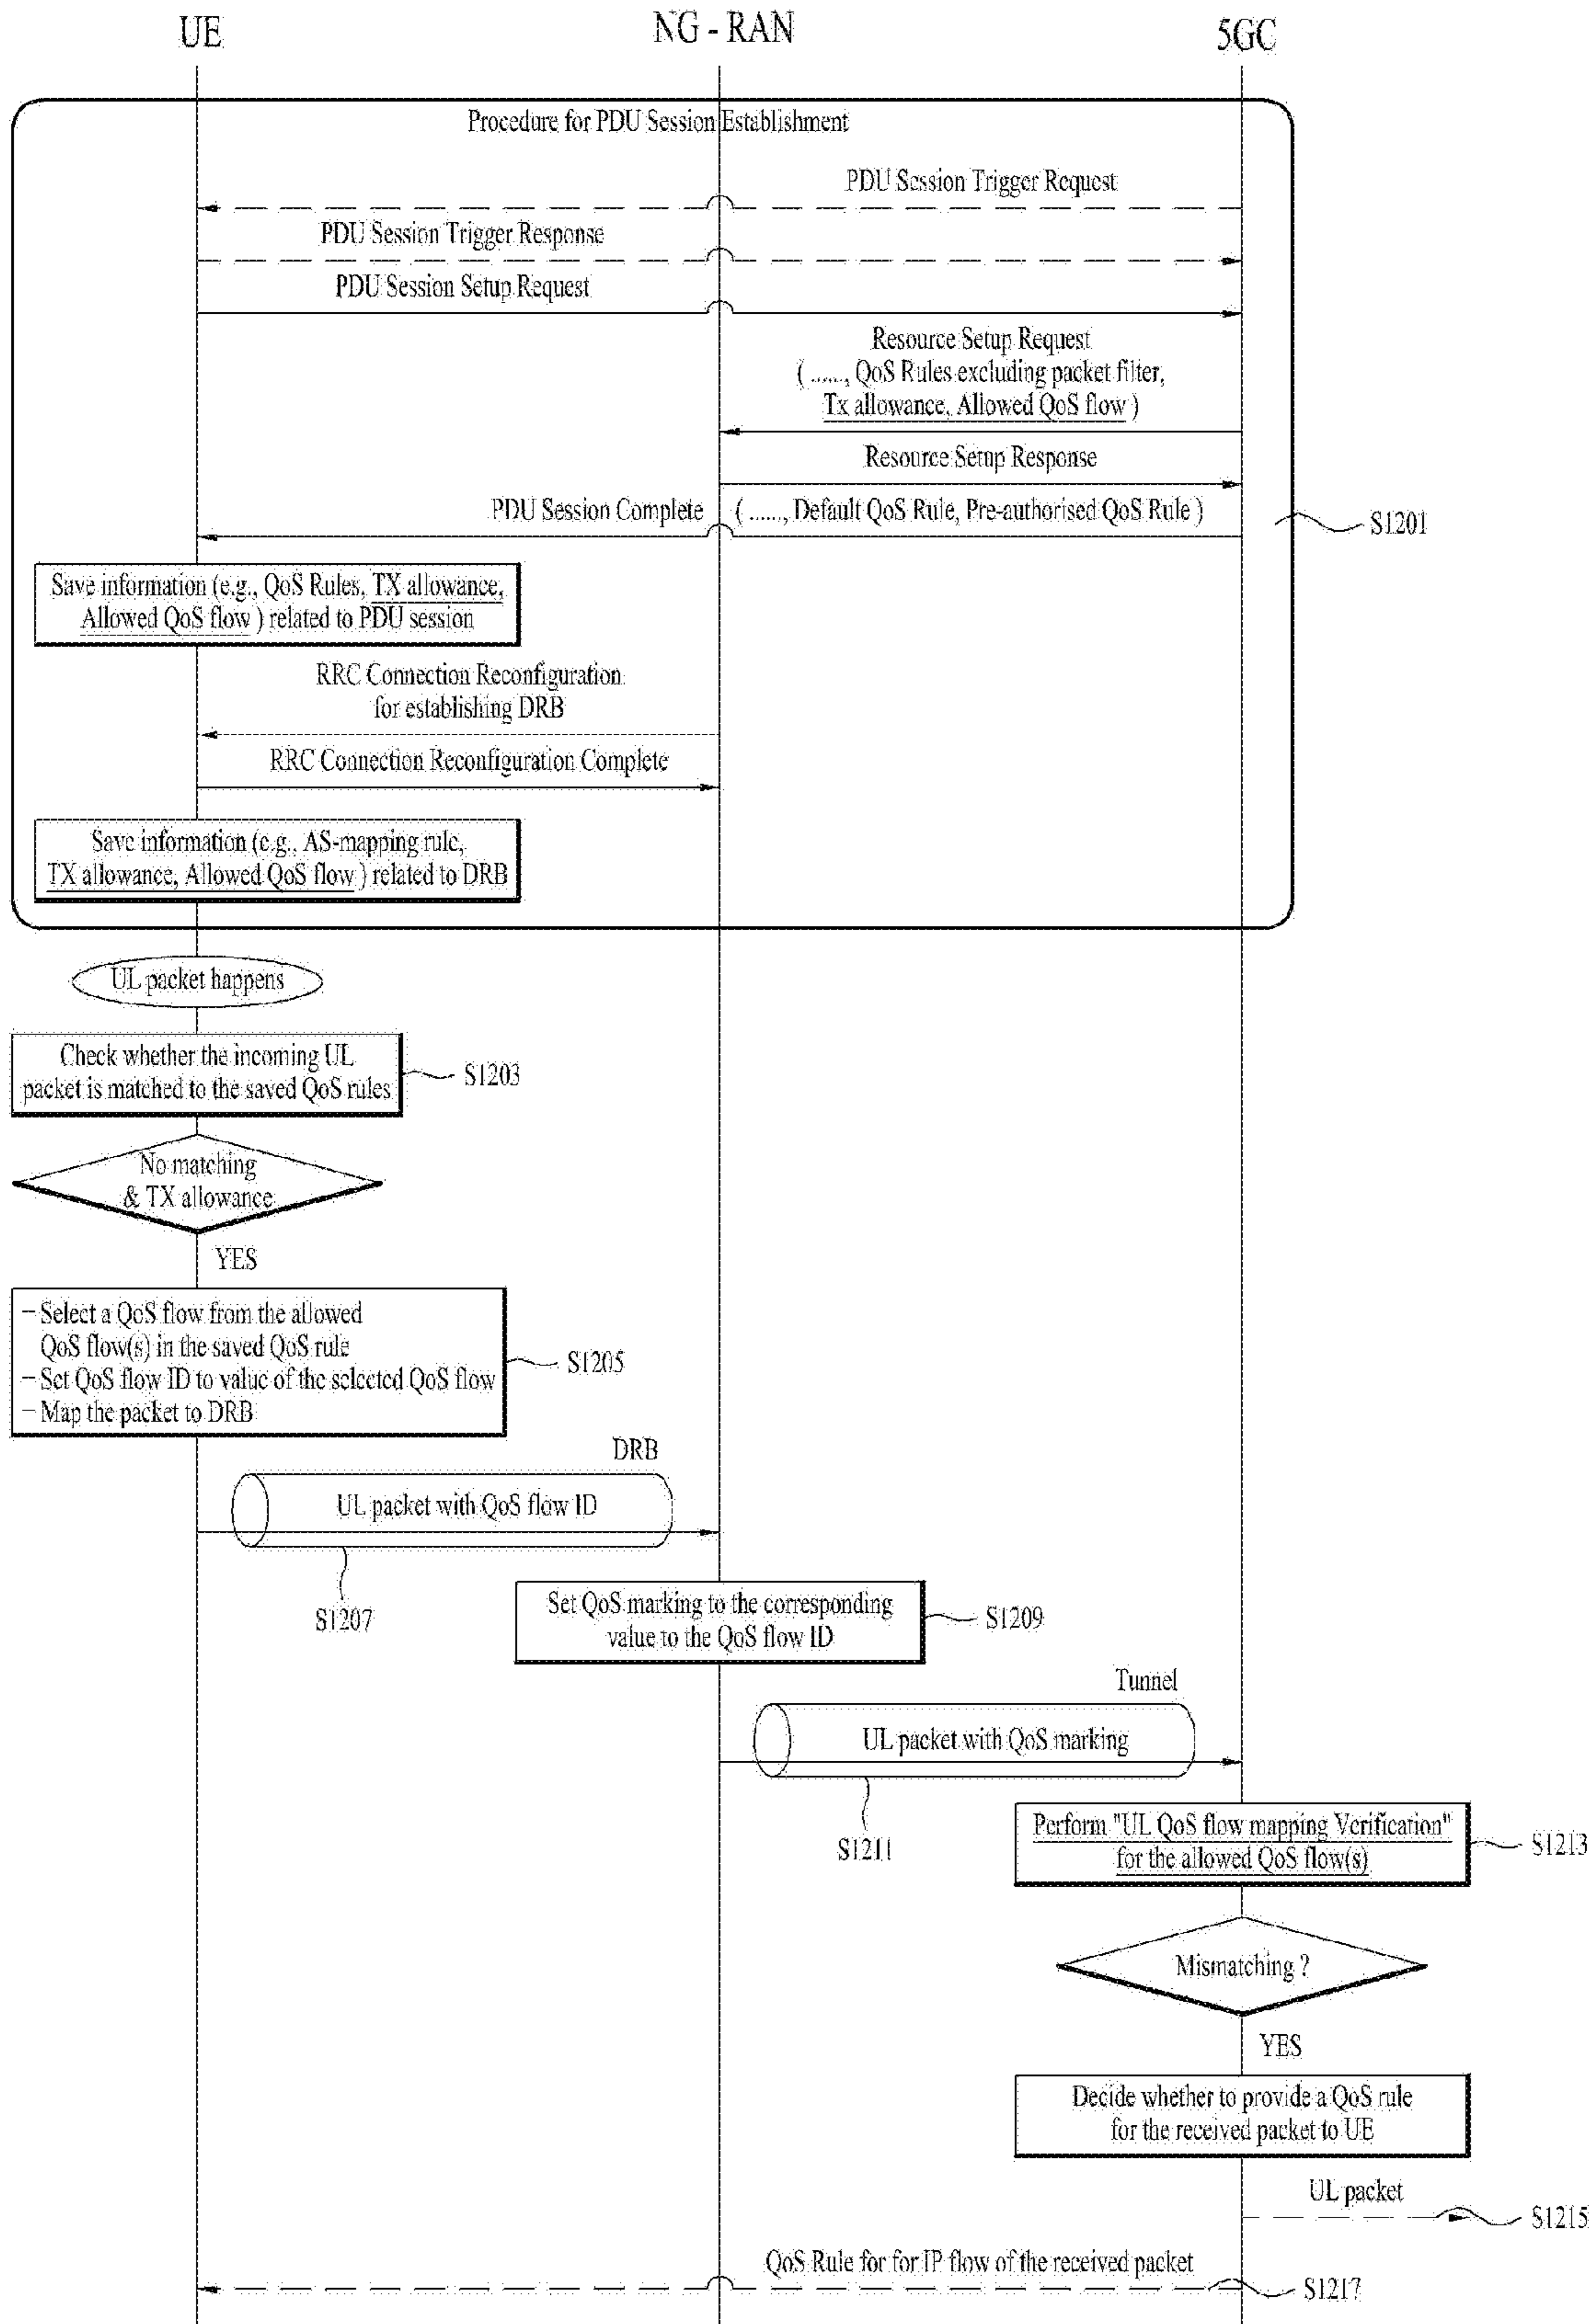 UE
NG - RAN
5GC
Procedure for PDU Session Establishment
PDU Session Trigger Request
PDU Session Trigger Response
PDU Session Setup Request
Resource Setup Request
( ......, QoS Rules excluding packet filter,
Tx allowance, Allowed QoS flow )
Resource Setup Response
PDU Session Complete ( ......, Default QoS Rule, Pre-authorised QoS Rule )
S1201
Save information (e.g., QoS Rules, TX allowance,
Allowed QoS flow ) related to PDU session
RRC Connection Reconfiguration
for establishing DRB
RRC Connection Reconfiguration Complete
Save information (e.g., AS-mapping rule,
TX allowance, Allowed QoS flow ) related to DRB
UL packet happens
Check whether the incoming UL
packet is matched to the saved QoS rules
S1203
No matching
& TX allowance
YES
- Select a QoS flow from the allowed
QoS flow(s) in the saved QoS rule
- Set QoS flow ID to value of the selected QoS flow
- Map the packet to DRB
S1205
DRB
UL packet with QoS flow ID
S1207
Set QoS marking to the corresponding
value to the QoS flow ID
S1209
Tunnel
UL packet with QoS marking
S1211
Perform "UL QoS flow mapping Verification"
for the allowed QoS flow(s)
S1213
Mismatching ?
YES
Decide whether to provide a QoS rule
for the received packet to UE
UL packet
S1215
QoS Rule for for IP flow of the received packet
S1217